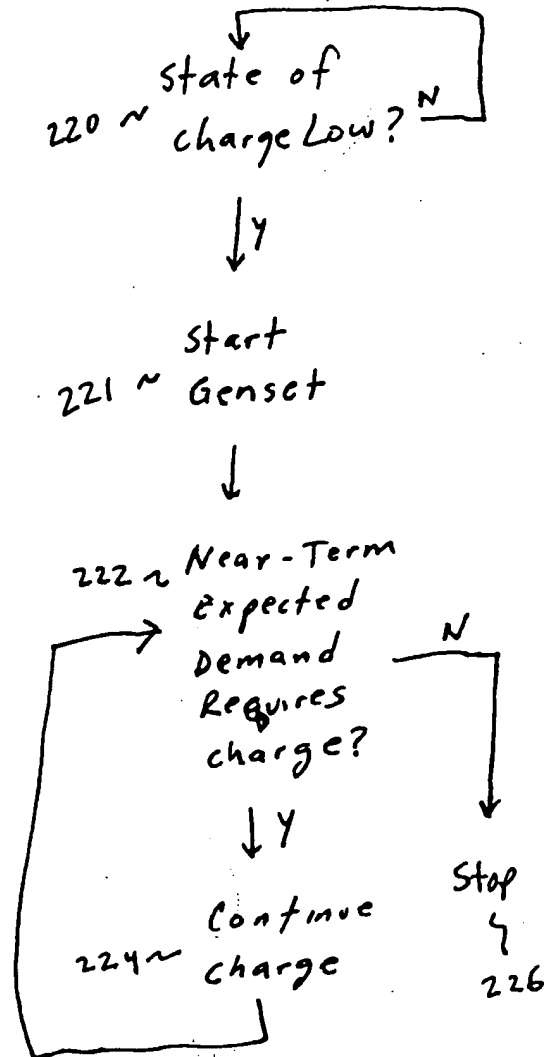 State of
220 ~ charge Low? N
Y
Start
221 ~ Genset
222 ~ Near-Term
Expected
Demand N
Requires
charge?
Y
Continue
224 ~ charge
Stop
226